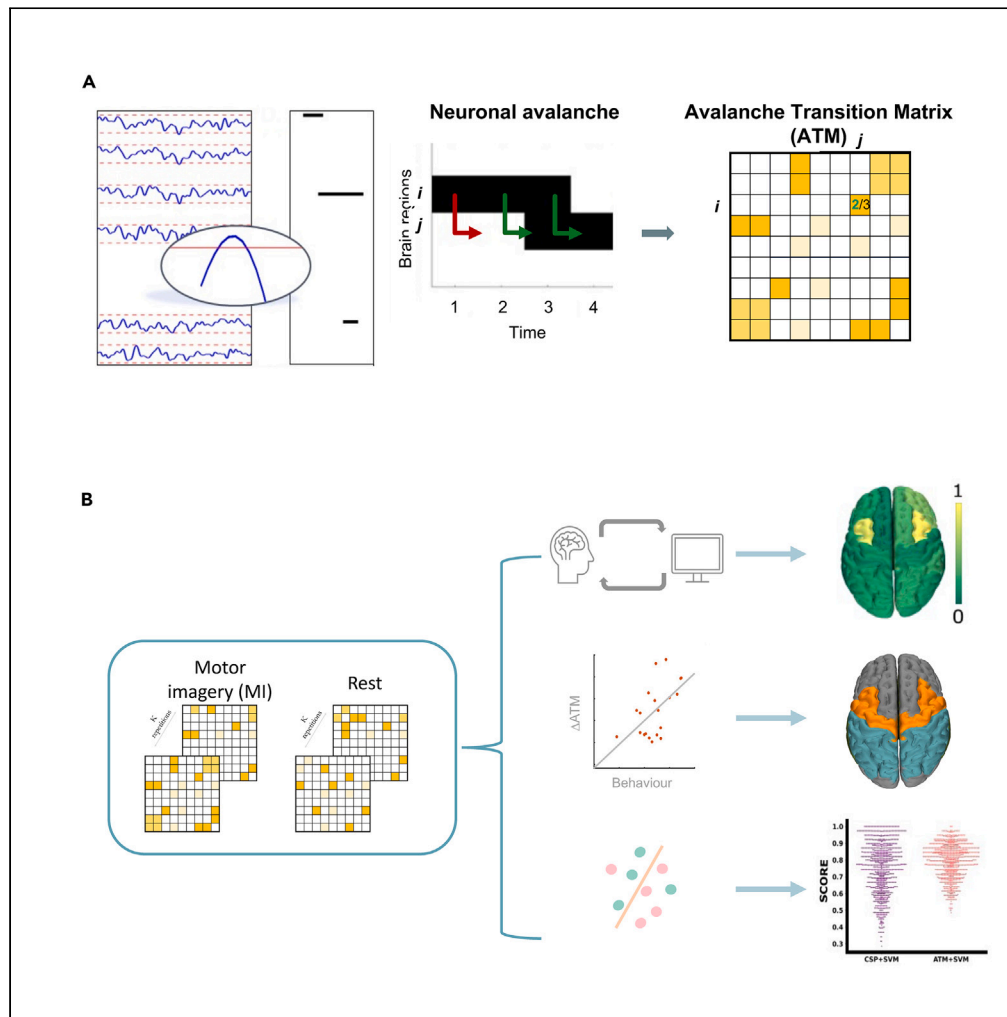 A
Neuronal avalanche
Brain regions
i
j
1 2 3 4
Time
Avalanche Transition Matrix
(ATM) j
i
2/3
B
Motor
imagery (MI)
K
repetitions
Rest
K
repetitions
1
0
ΔATM
Behaviour
SCORE
1.0
0.9
0.8
0.7
0.6
0.5
0.4
0.3
CSP+SVM ATM+SVM